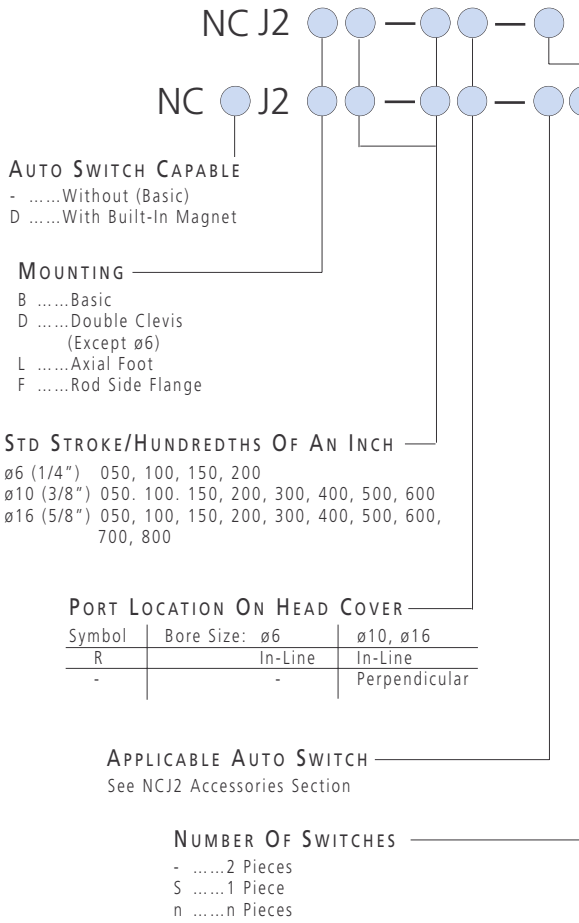 NCJ2 — —
NC J2 — —
AUTO SWITCH CAPABLE
- ......Without (Basic)
D ......With Built-In Magnet
MOUNTING
B ......Basic
D ......Double Clevis
(Except ø6)
L ......Axial Foot
F ......Rod Side Flange
STD STROKE/HUNDREDTHS OF AN INCH
ø6 (1/4") 050, 100, 150, 200
ø10 (3/8") 050. 100. 150, 200, 300, 400, 500, 600
ø16 (5/8") 050, 100, 150, 200, 300, 400, 500, 600,
700, 800
PORT LOCATION ON HEAD COVER
Symbol Bore Size: ø6 ø10, ø16
R In-Line In-Line
- - Perpendicular
APPLICABLE AUTO SWITCH
See NCJ2 Accessories Section
NUMBER OF SWITCHES
- ......2 Pieces
S ......1 Piece
n ......n Pieces